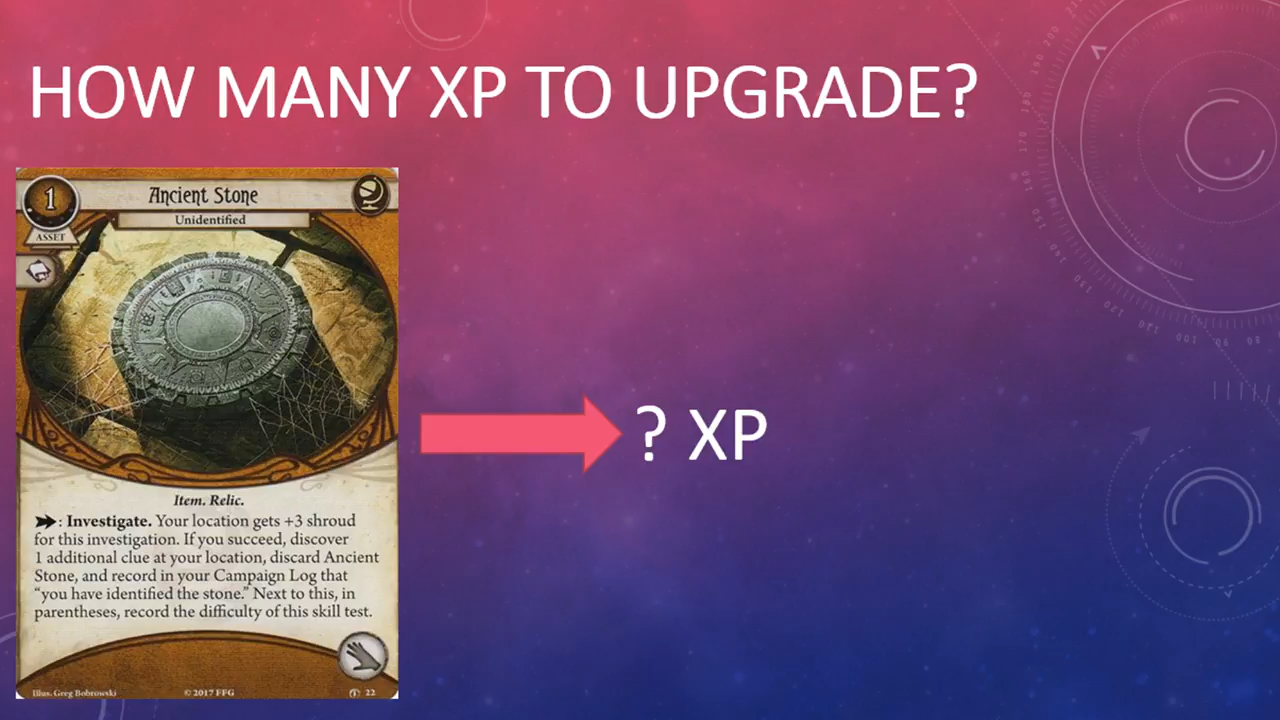 HOW MANY XP TO UPGRADE?
1
Ancient Stone
Unidentified
ASSET
? XP
Item. Relic.
: Investigate. Your location gets +3 shroud
for this investigation. If you succeed, discover
1 additional clue at your location, discard Ancient
Stone, and record in your Campaign Log that
“you have identified the stone.” Next to this, in
parentheses, record the difficulty of this skill test.
Illus. Greg Bobrowski © 2017 FFG 22